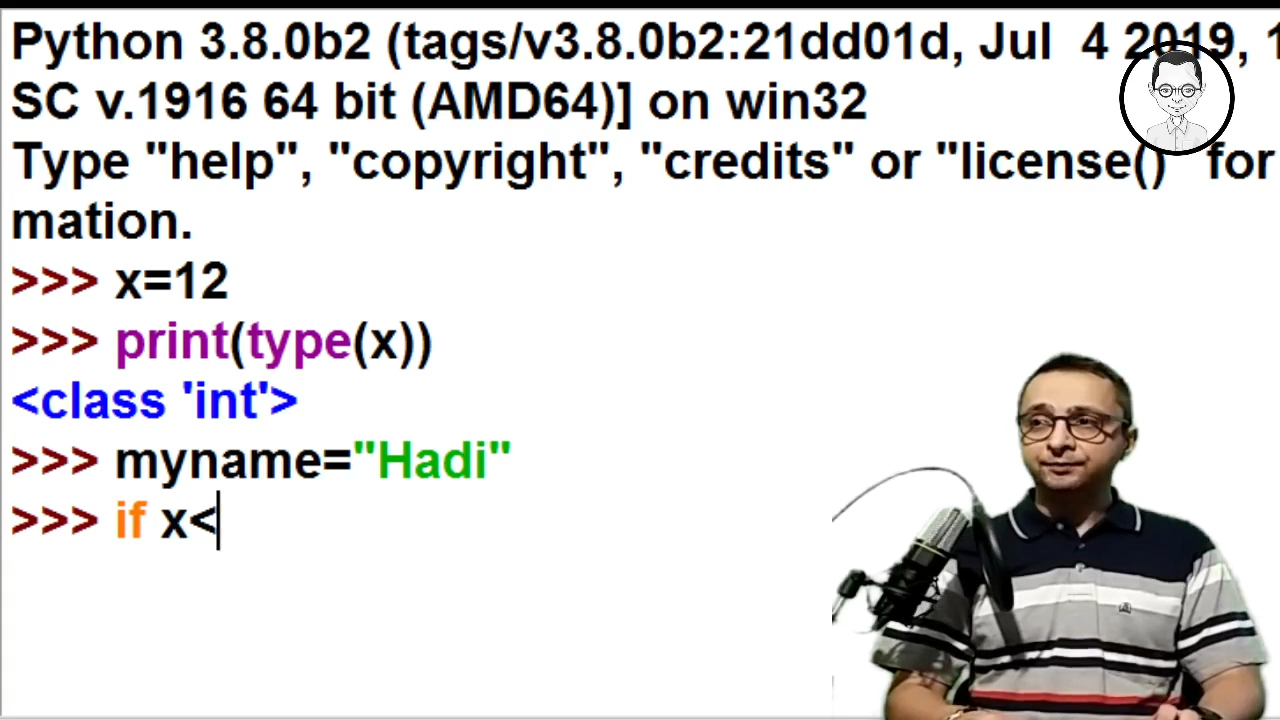 Python 3.8.0b2 (tags/v3.8.0b2:21dd01d, Jul  4 2019, 1
SC v.1916 64 bit (AMD64)] on win32
Type "help", "copyright", "credits" or "license()" for
mation.
>>> x=12
>>> print(type(x))
<class 'int'>
>>> myname="Hadi"
>>> if x<